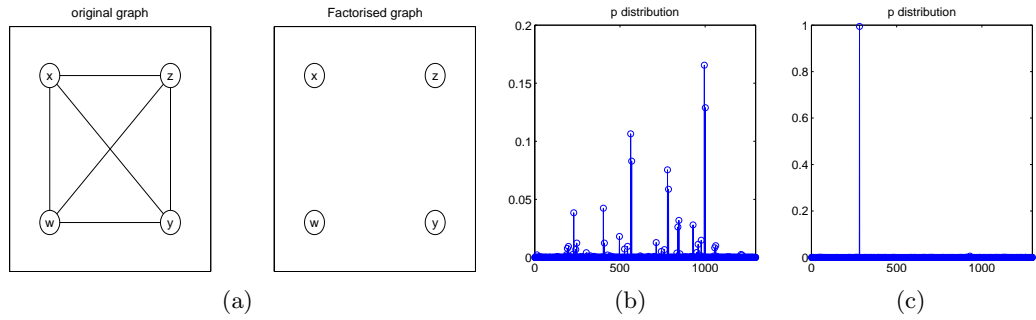 original graph
x
z
w
y
Factorised graph
x
z
w
y
(a)
p distribution
0.2
0.15
0.1
0.05
0
0
500
1000
(b)
p distribution
1
0.8
0.6
0.4
0.2
0
0
500
1000
(c)